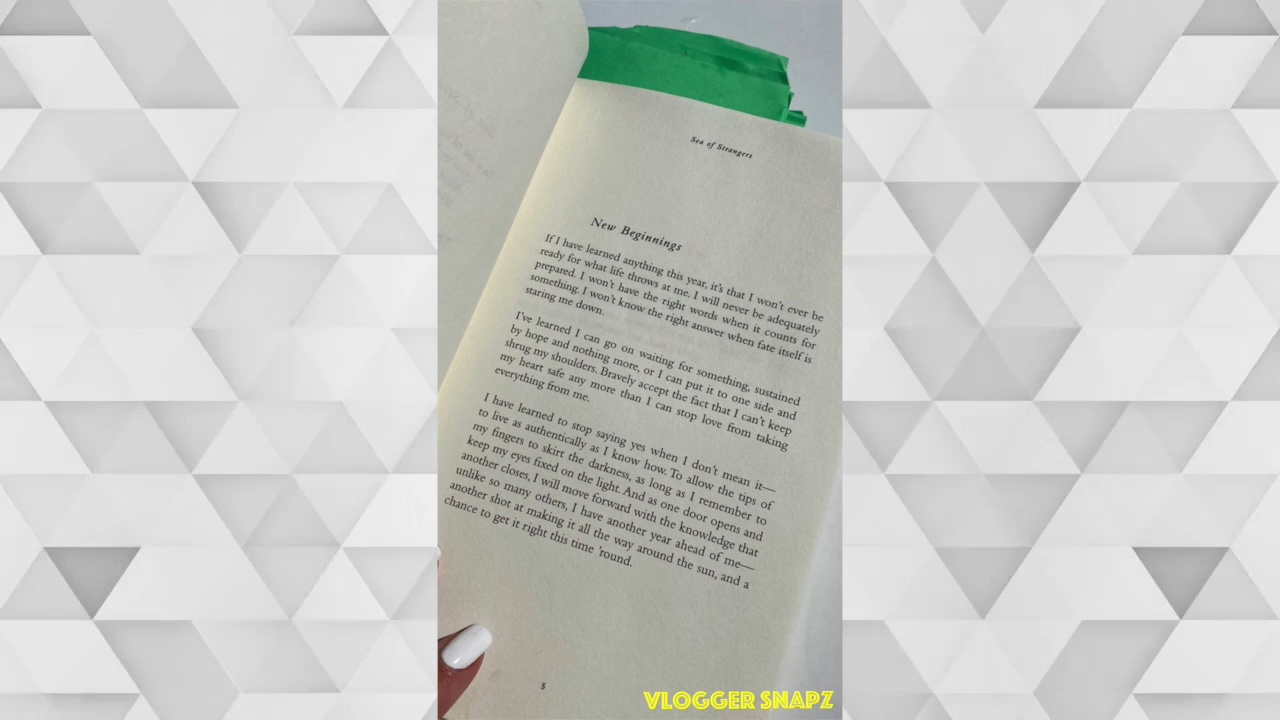 Sea of Strangers
New Beginnings
If I have learned anything this year, it's that I won't ever be
ready for what life throws at me. I will never be adequately
prepared. I won't have the right words when it counts for
something. I won't know the right answer when fate itself is
staring me down.
I've learned I can go on waiting for something, sustained
by hope and nothing more, or I can put it to one side and
shrug my shoulders. Bravely accept the fact that I can't keep
my heart safe any more than I can stop love from taking
everything from me.
I have learned to stop saying yes when I don't mean it—
to live as authentically as I know how. To allow the tips of
my fingers to skirt the darkness, as long as I remember to
keep my eyes fixed on the light. And as one door opens and
another closes, I will move forward with the knowledge that
unlike so many others, I have another year ahead of me—
another shot at making it all the way around the sun, and a
chance to get it right this time 'round.
5
VLOGGER SNAPZ